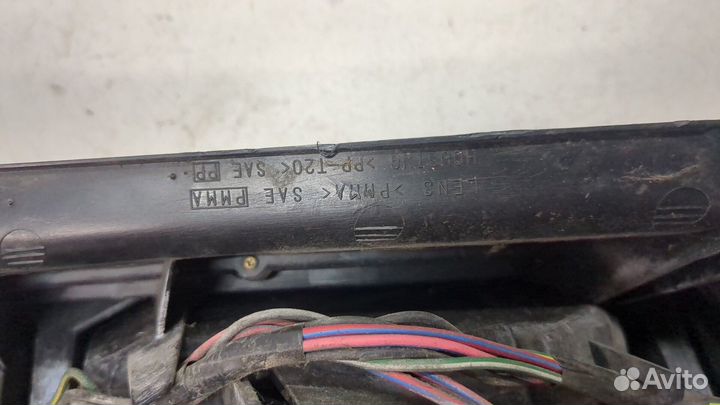 LENS >PMMA< SAE PMMA
HOUSING >PP-T20< SAE PP
Avito